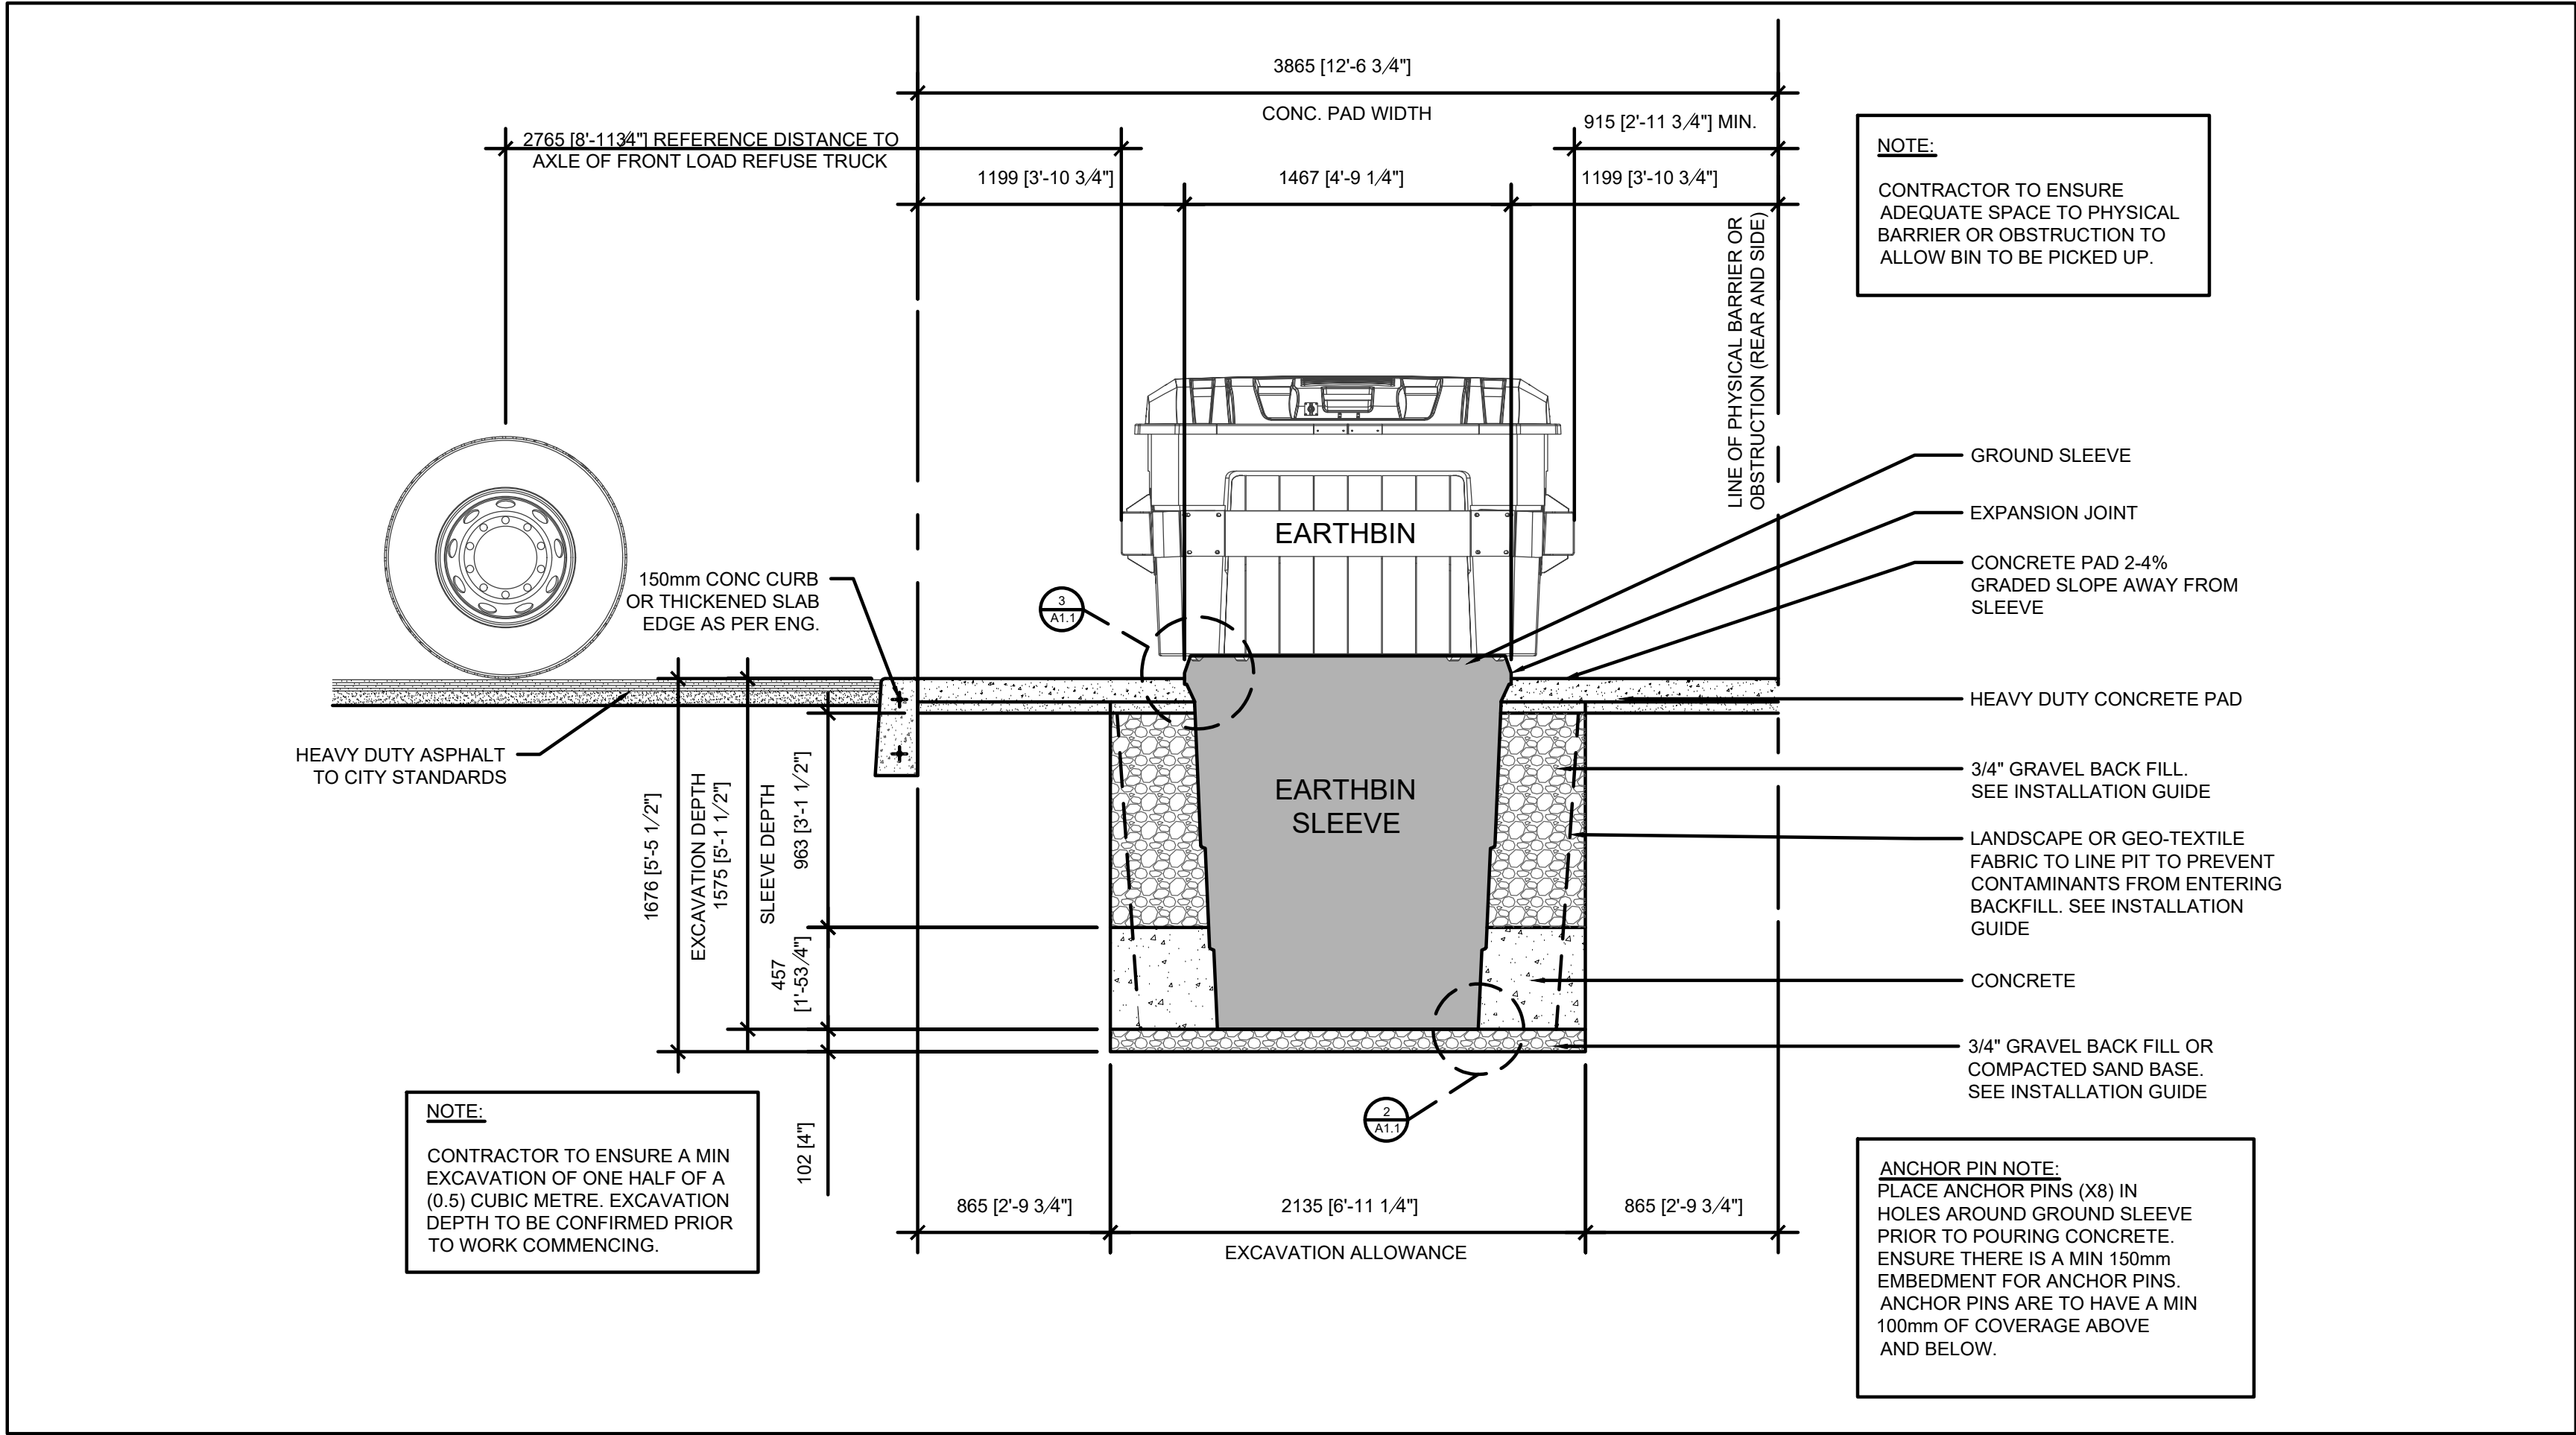 3865 [12'-6 3/4"]
CONC. PAD WIDTH
2765 [8'-113/4"] REFERENCE DISTANCE TO
AXLE OF FRONT LOAD REFUSE TRUCK
915 [2'-11 3/4"] MIN.
1199 [3'-10 3/4"]
1467 [4'-9 1/4"]
1199 [3'-10 3/4"]
LINE OF PHYSICAL BARRIER OR
OBSTRUCTION (REAR AND SIDE)
NOTE:
CONTRACTOR TO ENSURE
ADEQUATE SPACE TO PHYSICAL
BARRIER OR OBSTRUCTION TO
ALLOW BIN TO BE PICKED UP.
EARTHBIN
150mm CONC CURB
OR THICKENED SLAB
EDGE AS PER ENG.
3
A1.1
GROUND SLEEVE
EXPANSION JOINT
CONCRETE PAD 2-4%
GRADED SLOPE AWAY FROM
SLEEVE
HEAVY DUTY CONCRETE PAD
HEAVY DUTY ASPHALT
TO CITY STANDARDS
EARTHBIN
SLEEVE
3/4" GRAVEL BACK FILL.
SEE INSTALLATION GUIDE
LANDSCAPE OR GEO-TEXTILE
FABRIC TO LINE PIT TO PREVENT
CONTAMINANTS FROM ENTERING
BACKFILL. SEE INSTALLATION
GUIDE
CONCRETE
3/4" GRAVEL BACK FILL OR
COMPACTED SAND BASE.
SEE INSTALLATION GUIDE
1676 [5'-5 1/2"]
EXCAVATION DEPTH
1575 [5'-1 1/2"]
SLEEVE DEPTH
963 [3'-1 1/2"]
457
[1'-53/4"]
102 [4"]
2
A1.1
865 [2'-9 3/4"]
2135 [6'-11 1/4"]
865 [2'-9 3/4"]
EXCAVATION ALLOWANCE
NOTE:
CONTRACTOR TO ENSURE A MIN
EXCAVATION OF ONE HALF OF A
(0.5) CUBIC METRE. EXCAVATION
DEPTH TO BE CONFIRMED PRIOR
TO WORK COMMENCING.
ANCHOR PIN NOTE:
PLACE ANCHOR PINS (X8) IN
HOLES AROUND GROUND SLEEVE
PRIOR TO POURING CONCRETE.
ENSURE THERE IS A MIN 150mm
EMBEDMENT FOR ANCHOR PINS.
ANCHOR PINS ARE TO HAVE A MIN
100mm OF COVERAGE ABOVE
AND BELOW.